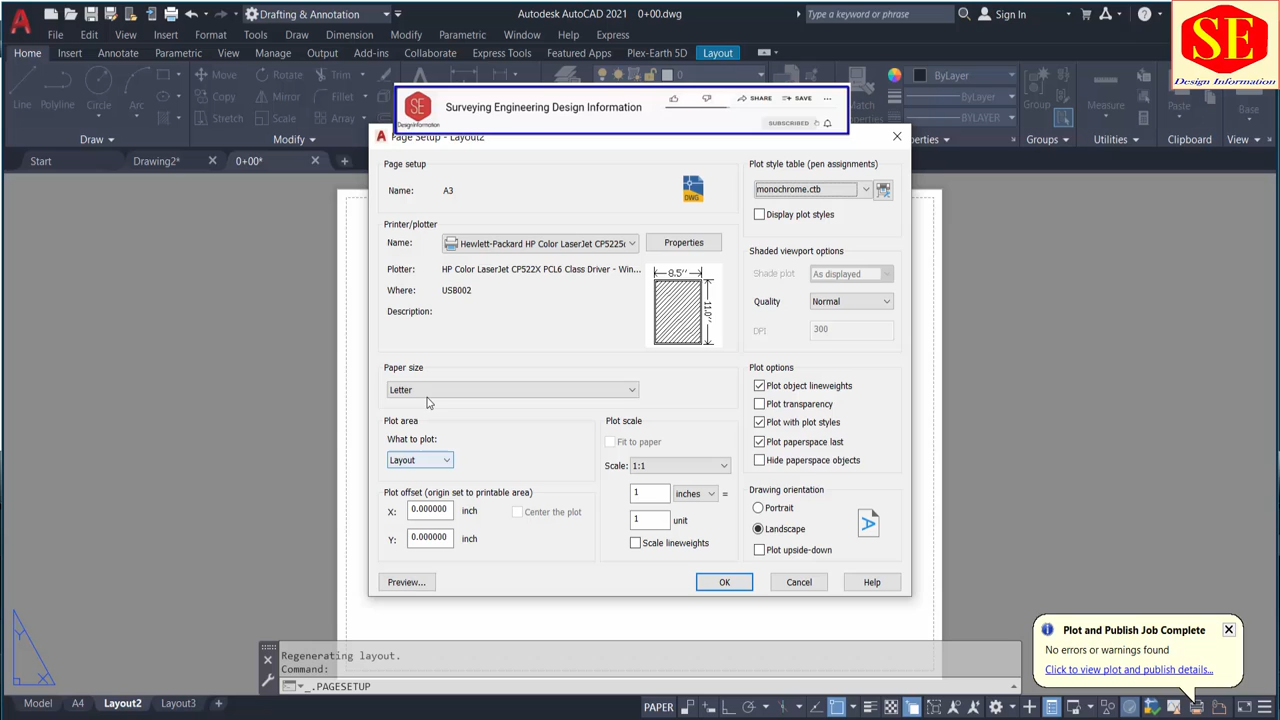 Drafting & Annotation
Autodesk AutoCAD 2021 0+00.dwg
Type a keyword or phrase
Sign In
SE
Design Information
File Edit View Insert Format Tools Draw Dimension Modify Parametric Window Help Express
Home Insert Annotate Parametric View Manage Output Add-ins Collaborate Express Tools Featured Apps Plex-Earth 5D Layout
Line Polyline Circle Arc
Move Rotate Trim
Mirror Fillet
0
Match
ByLayer
ByLayer
ByLayer
Group
Paste
Base
Draw Modify Groups Utilities Clipboard View
SE
DesignInformation
Surveying Engineering Design Information
SHARE SAVE
SUBSCRIBED
Start Drawing2* 0+00*
Page Setup - Layout2
Page setup
Name: A3
DWG
Plot style table (pen assignments)
monochrome.ctb
Display plot styles
Printer/plotter
Name: Hewlett-Packard HP Color LaserJet CP5225(
Properties
Plotter: HP Color LaserJet CP522X PCL6 Class Driver - Win...
Where: USB002
Description:
8.5''
11.0''
Shaded viewport options
Shade plot As displayed
Quality Normal
DPI 300
Paper size
Letter
Plot area
What to plot:
Layout
Plot scale
Fit to paper
Scale: 1:1
1 inches =
1 unit
Scale lineweights
Plot offset (origin set to printable area)
X: 0.000000 inch Center the plot
Y: 0.000000 inch
Plot options
Plot object lineweights
Plot transparency
Plot with plot styles
Plot paperspace last
Hide paperspace objects
Drawing orientation
Portrait
Landscape
A
Plot upside-down
Preview... OK Cancel Help
Plot and Publish Job Complete
No errors or warnings found
Click to view plot and publish details...
Regenerating layout.
Command:
_.PAGESETUP
Y
X
Model A4 Layout2 Layout3
PAPER